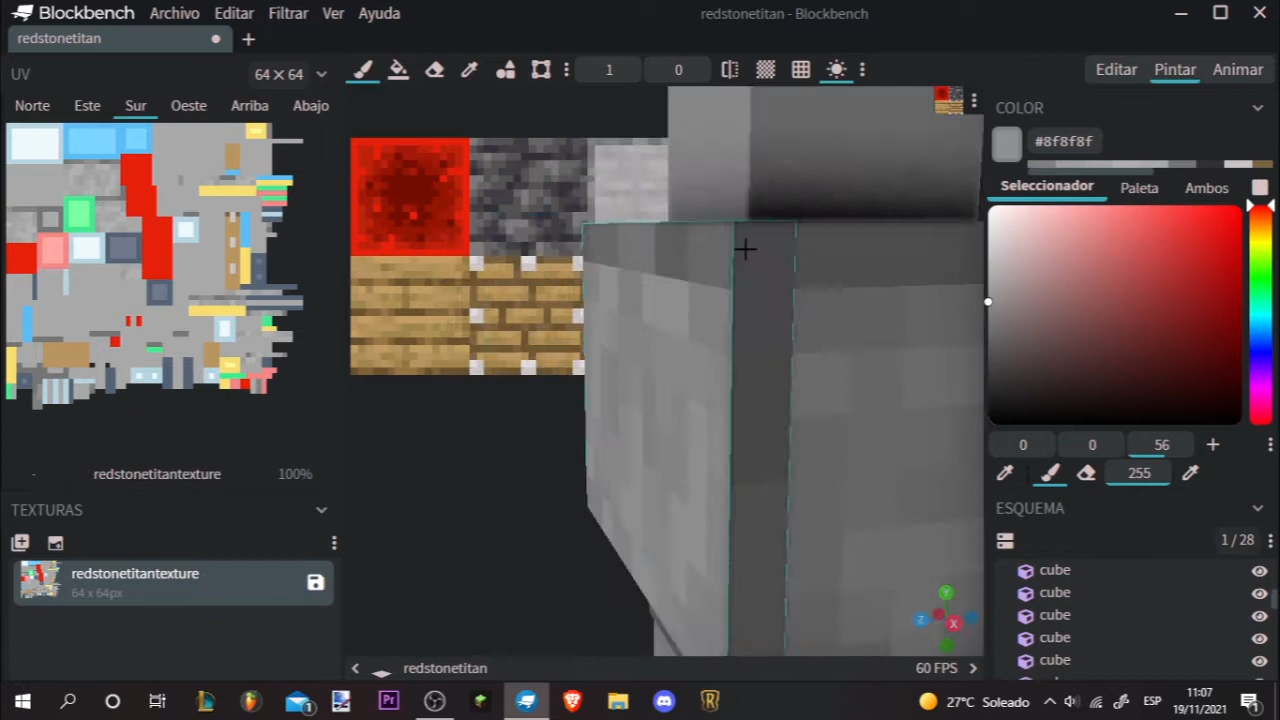 Blockbench Archivo Editar Filtrar Ver Ayuda
redstonetitan - Blockbench
redstonetitan
UV 64 × 64
1 0
Editar Pintar Animar
Norte Este Sur Oeste Arriba Abajo
COLOR
#8f8f8f
Seleccionador Paleta Ambos
0 0 56
255
- redstonetitantexture 100%
TEXTURAS
redstonetitantexture
64 x 64px
ESQUEMA
1 / 28
cube
cube
cube
cube
cube
Y
Z X
redstonetitan 60 FPS
Pr
1
R
27°C Soleado ESP
11:07
19/11/2021
1